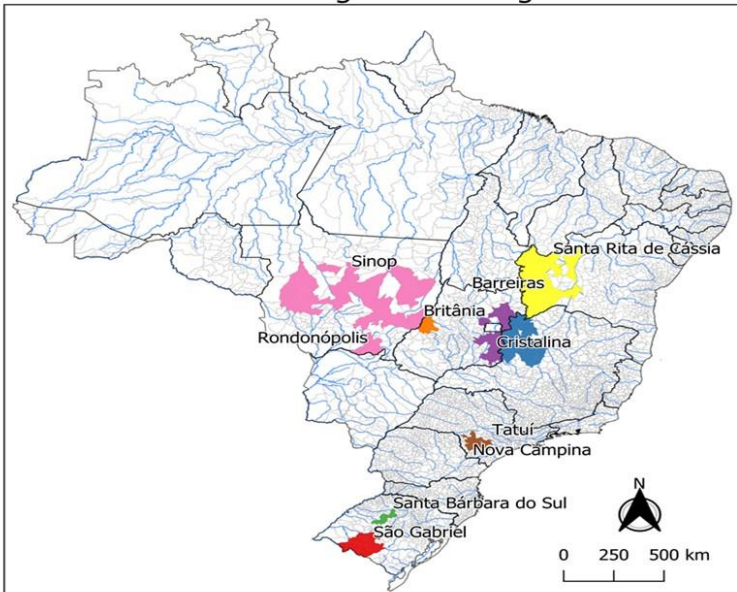 Santa Rita de Cássia
Sinop
Barreiras
Britânia
Rondonópolis
Cristalina
Tatuí
Nova Campina
N
Santa Bárbara do Sul
São Gabriel
0 250 500 km